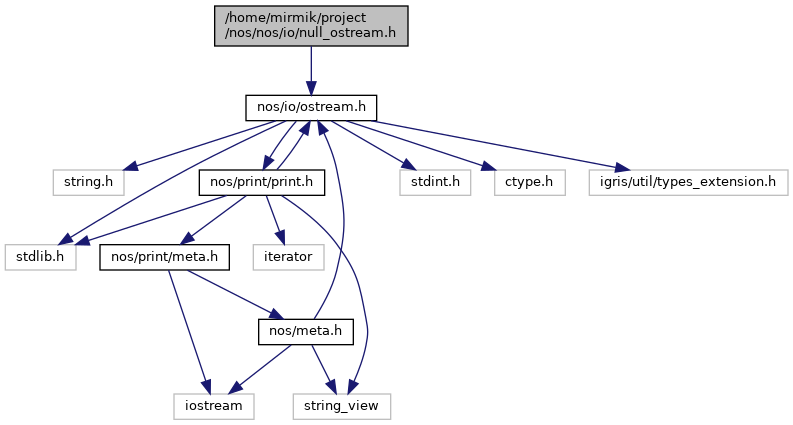 /home/mirmik/project
/nos/nos/io/null_ostream.h
nos/io/ostream.h
string.h
nos/print/print.h
stdint.h
ctype.h
igris/util/types_extension.h
stdlib.h
nos/print/meta.h
iterator
nos/meta.h
iostream
string_view